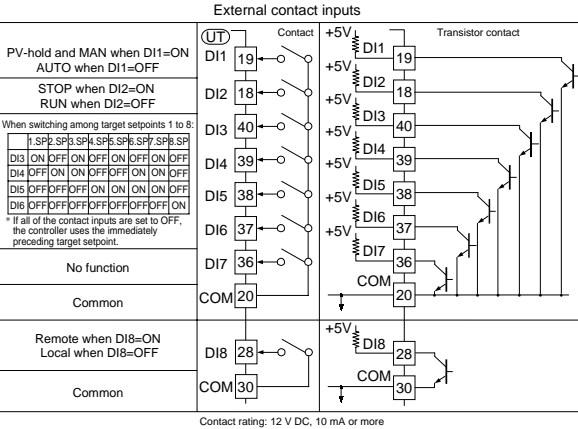 External contact inputs
UT
Contact
+5V
Transistor contact
PV-hold and MAN when DI1=ON
AUTO when DI1=OFF
DI1
19
DI1
19
STOP when DI2=ON
RUN when DI2=OFF
DI2
18
+5V
DI2
18
When switching among target setpoints 1 to 8:
1.SP 2.SP 3.SP 4.SP 5.SP 6.SP 7.SP 8.SP
DI3 ON OFF ON OFF ON OFF ON OFF
DI4 OFF ON ON OFF OFF ON ON OFF
DI5 OFF OFF OFF ON ON ON ON OFF
DI6 OFF OFF OFF OFF OFF OFF OFF ON
* If all of the contact inputs are set to OFF,
the controller uses the immediately
preceding target setpoint.
DI3
40
+5V
DI3
40
DI4
39
+5V
DI4
39
DI5
38
+5V
DI5
38
DI6
37
+5V
DI6
37
No function
DI7
36
+5V
DI7
36
Common
COM
20
COM
20
Remote when DI8=ON
Local when DI8=OFF
DI8
28
+5V
DI8
28
Common
COM
30
COM
30
Contact rating: 12 V DC, 10 mA or more